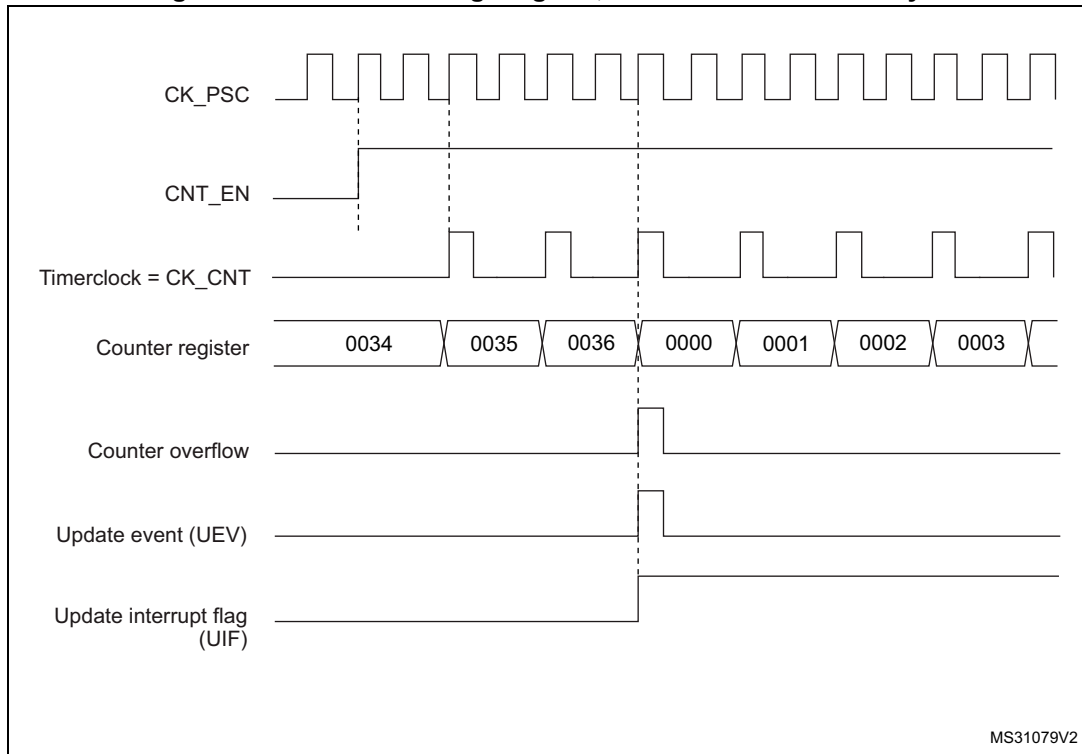 CK_PSC
CNT_EN
Timerclock = CK_CNT
Counter register
0034 0035 0036 0000 0001 0002 0003
Counter overflow
Update event (UEV)
Update interrupt flag
(UIF)
MS31079V2